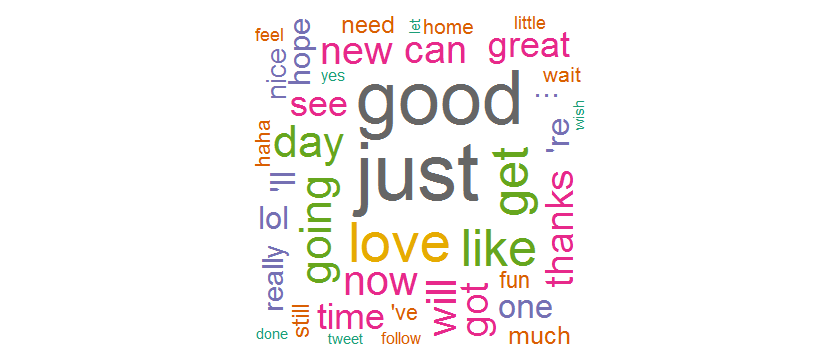 need
let
home
little
feel
hope
new
can
great
nice
yes
wait
see
good
...
wish
haha
day
're
just
get
'll
going
thanks
lol
love
like
really
now
will
got
fun
one
still
time
've
done
tweet
follow
much